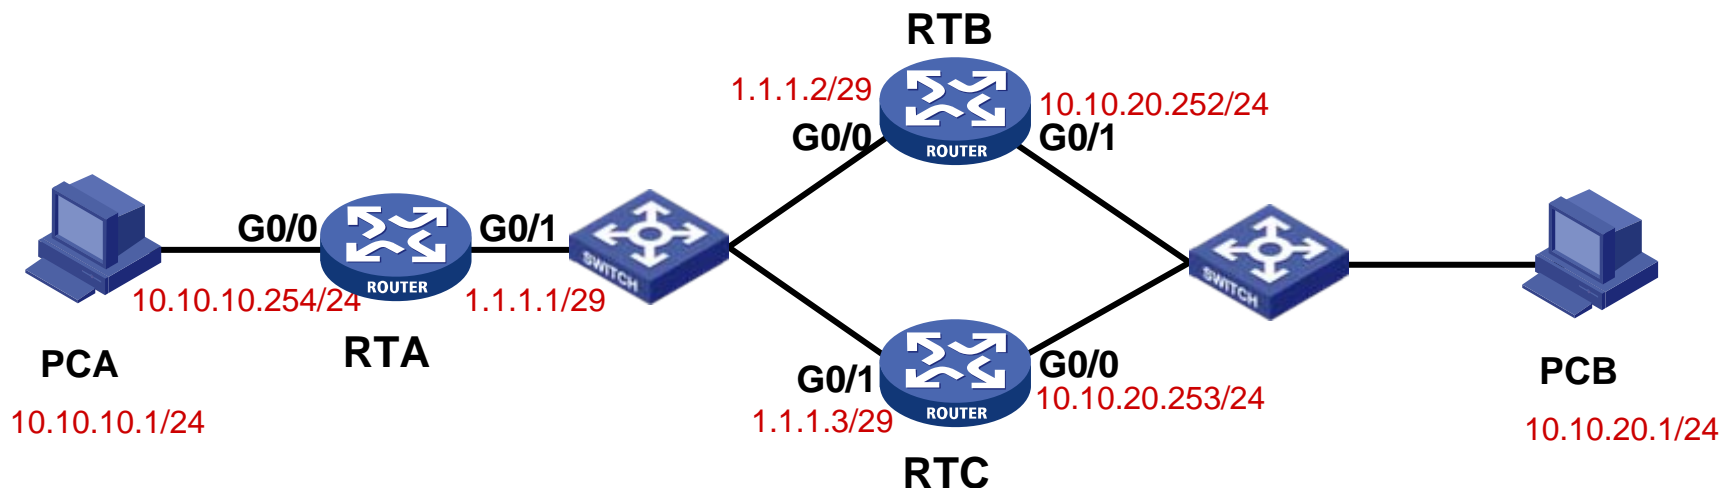 RTB
1.1.1.2/29
10.10.20.252/24
G0/0
G0/1
ROUTER
G0/0
G0/1
SWITCH
SWITCH
ROUTER
10.10.10.254/24
1.1.1.1/29
RTA
PCA
10.10.10.1/24
G0/1
G0/0
ROUTER
1.1.1.3/29
10.10.20.253/24
RTC
PCB
10.10.20.1/24